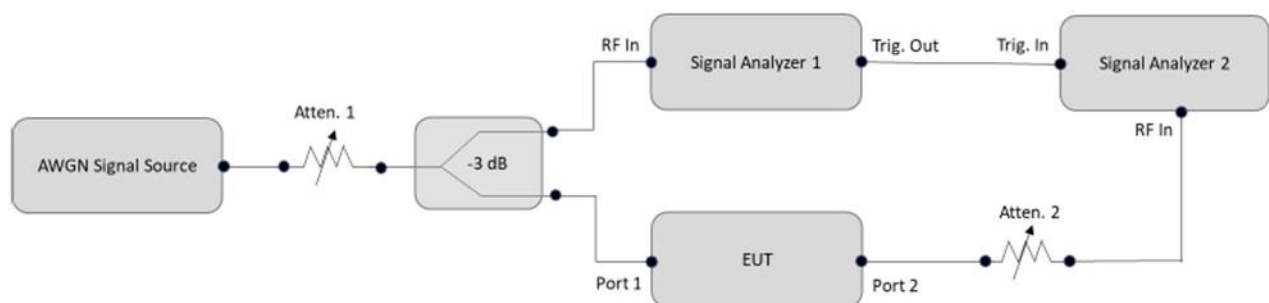 RF In
Signal Analyzer 1
Trig. Out
Trig. In
Signal Analyzer 2
Atten. 1
RF In
AWGN Signal Source
-3 dB
Atten. 2
EUT
Port 1
Port 2